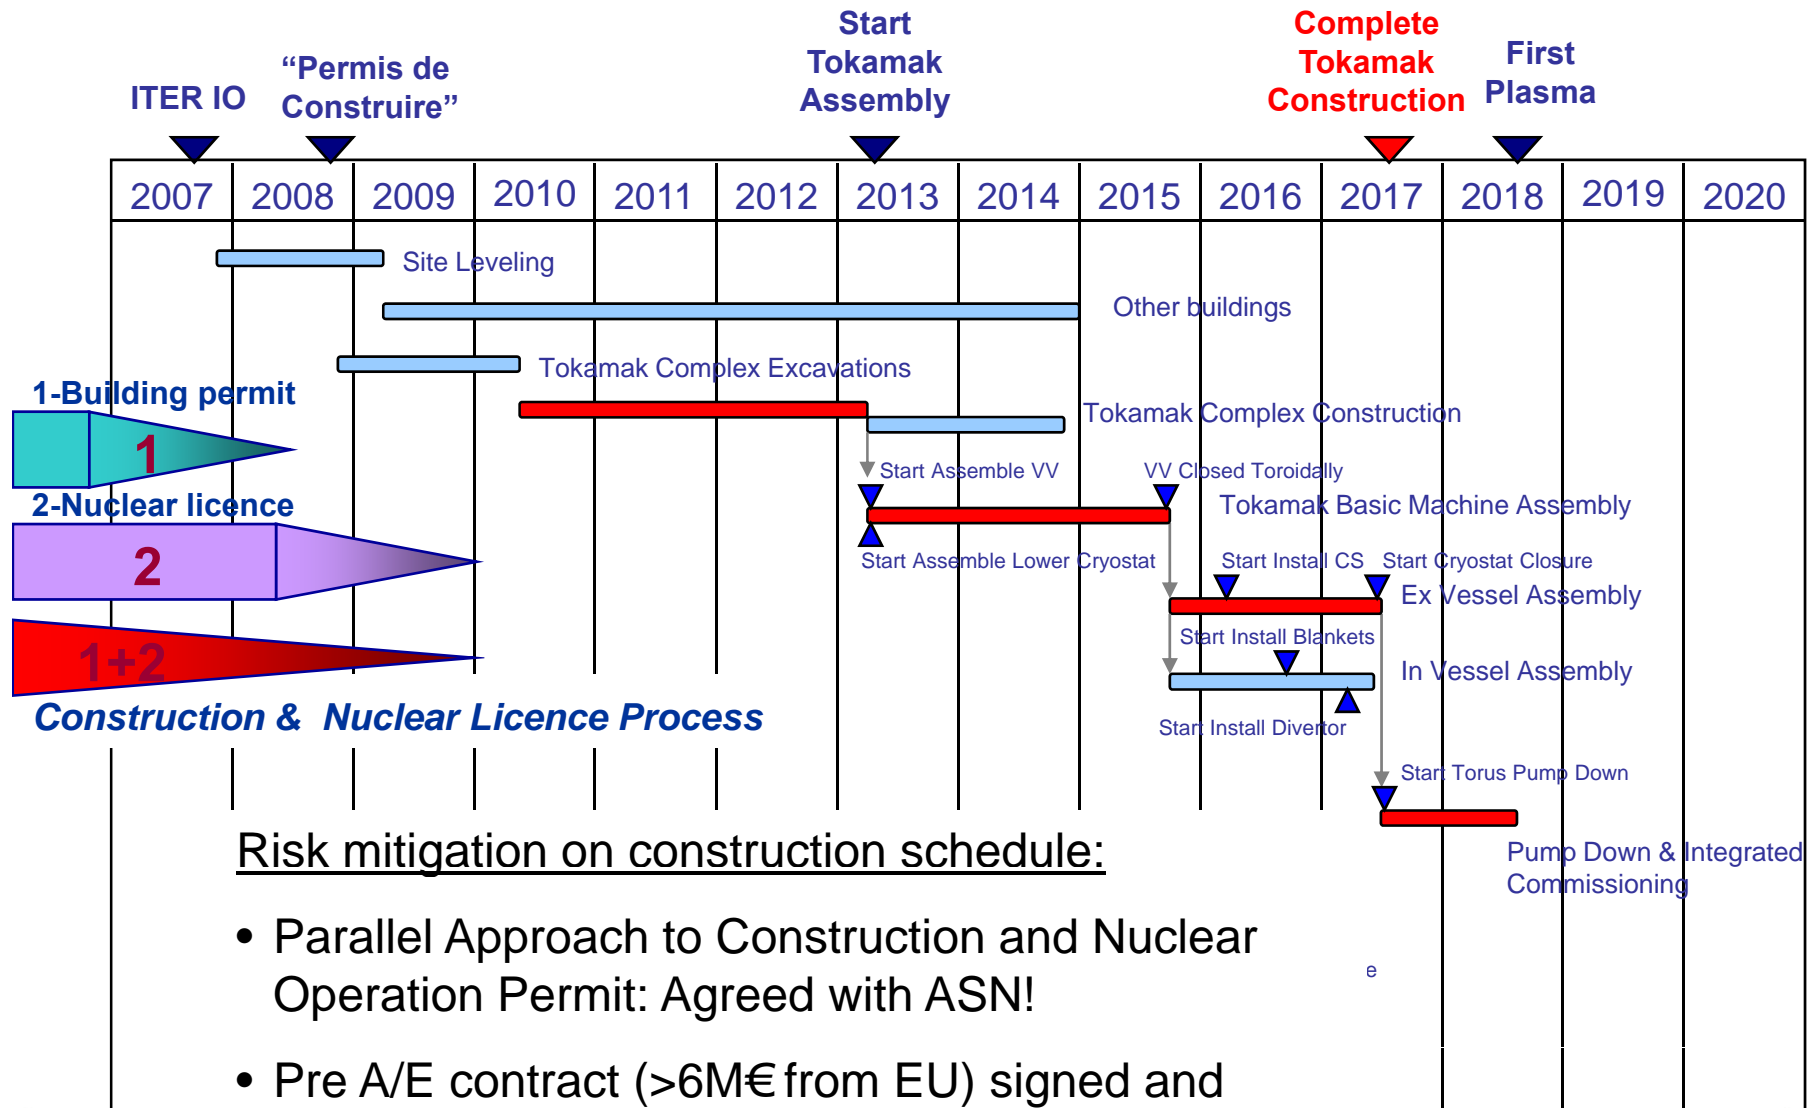 Start
Tokamak
Assembly
Complete
Tokamak
Construction
First
Plasma
“Permis de
Construire”
ITER IO
2007 2008 2009 2010 2011 2012 2013 2014 2015 2016 2017 2018 2019 2020
Site Leveling
Other buildings
Tokamak Complex Excavations
1-Building permit
1
Tokamak Complex Construction
Start Assemble VV
VV Closed Toroidally
2-Nuclear licence
2
Tokamak Basic Machine Assembly
Start Assemble Lower Cryostat
Start Install CS
Start Cryostat Closure
Ex Vessel Assembly
Start Install Blankets
1+2
In Vessel Assembly
Construction & Nuclear Licence Process
Start Install Divertor
Start Torus Pump Down
Pump Down & Integrated
Commissioning
Risk mitigation on construction schedule:
• Parallel Approach to Construction and Nuclear
Operation Permit: Agreed with ASN!
e
• Pre A/E contract (>6M€ from EU) signed and